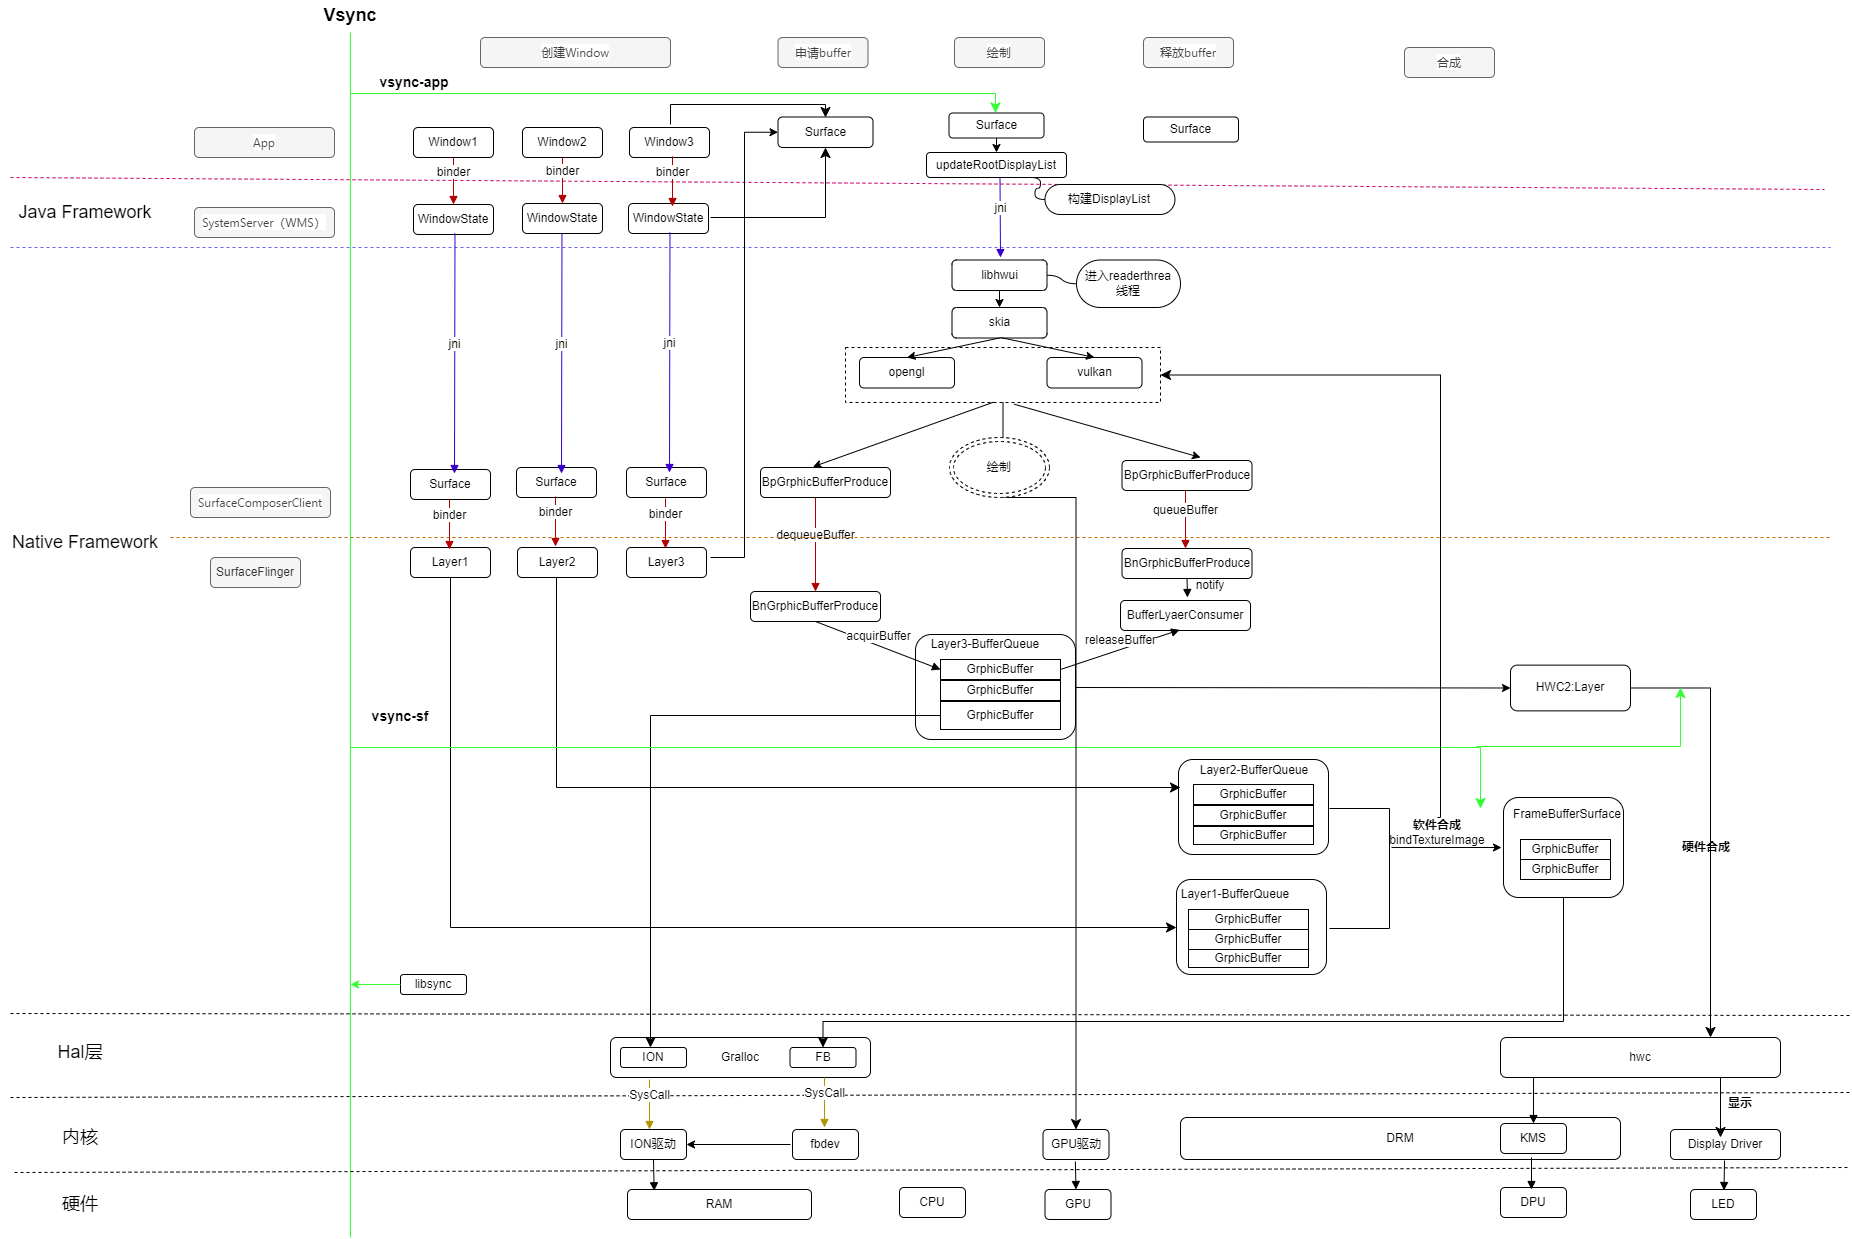 Vsync
创建Window
申请buffer
绘制
释放buffer
合成
vsync-app
App
Window1
Window2
Window3
Surface
Surface
Surface
binder
binder
binder
updateRootDisplayList
Java Framework
SystemServer（WMS）
WindowState
WindowState
WindowState
jni
构建DisplayList
libhwui
进入readerthrea
线程
skia
jni
jni
jni
opengl
vulkan
绘制
BpGrphicBufferProduce
BpGrphicBufferProduce
SurfaceComposerClient
Surface
Surface
Surface
binder
binder
binder
queueBuffer
dequeueBuffer
Native Framework
SurfaceFlinger
Layer1
Layer2
Layer3
BnGrphicBufferProduce
notify
BnGrphicBufferProduce
BufferLyaerConsumer
acquirBuffer
releaseBuffer
Layer3-BufferQueue
GrphicBuffer
GrphicBuffer
GrphicBuffer
HWC2:Layer
vsync-sf
Layer2-BufferQueue
GrphicBuffer
GrphicBuffer
GrphicBuffer
软件合成
bindTextureImage
FrameBufferSurface
GrphicBuffer
GrphicBuffer
硬件合成
Layer1-BufferQueue
GrphicBuffer
GrphicBuffer
GrphicBuffer
libsync
Hal层
ION
Gralloc
FB
hwc
SysCall
SysCall
显示
内核
ION驱动
fbdev
GPU驱动
DRM
KMS
Display Driver
硬件
RAM
CPU
GPU
DPU
LED